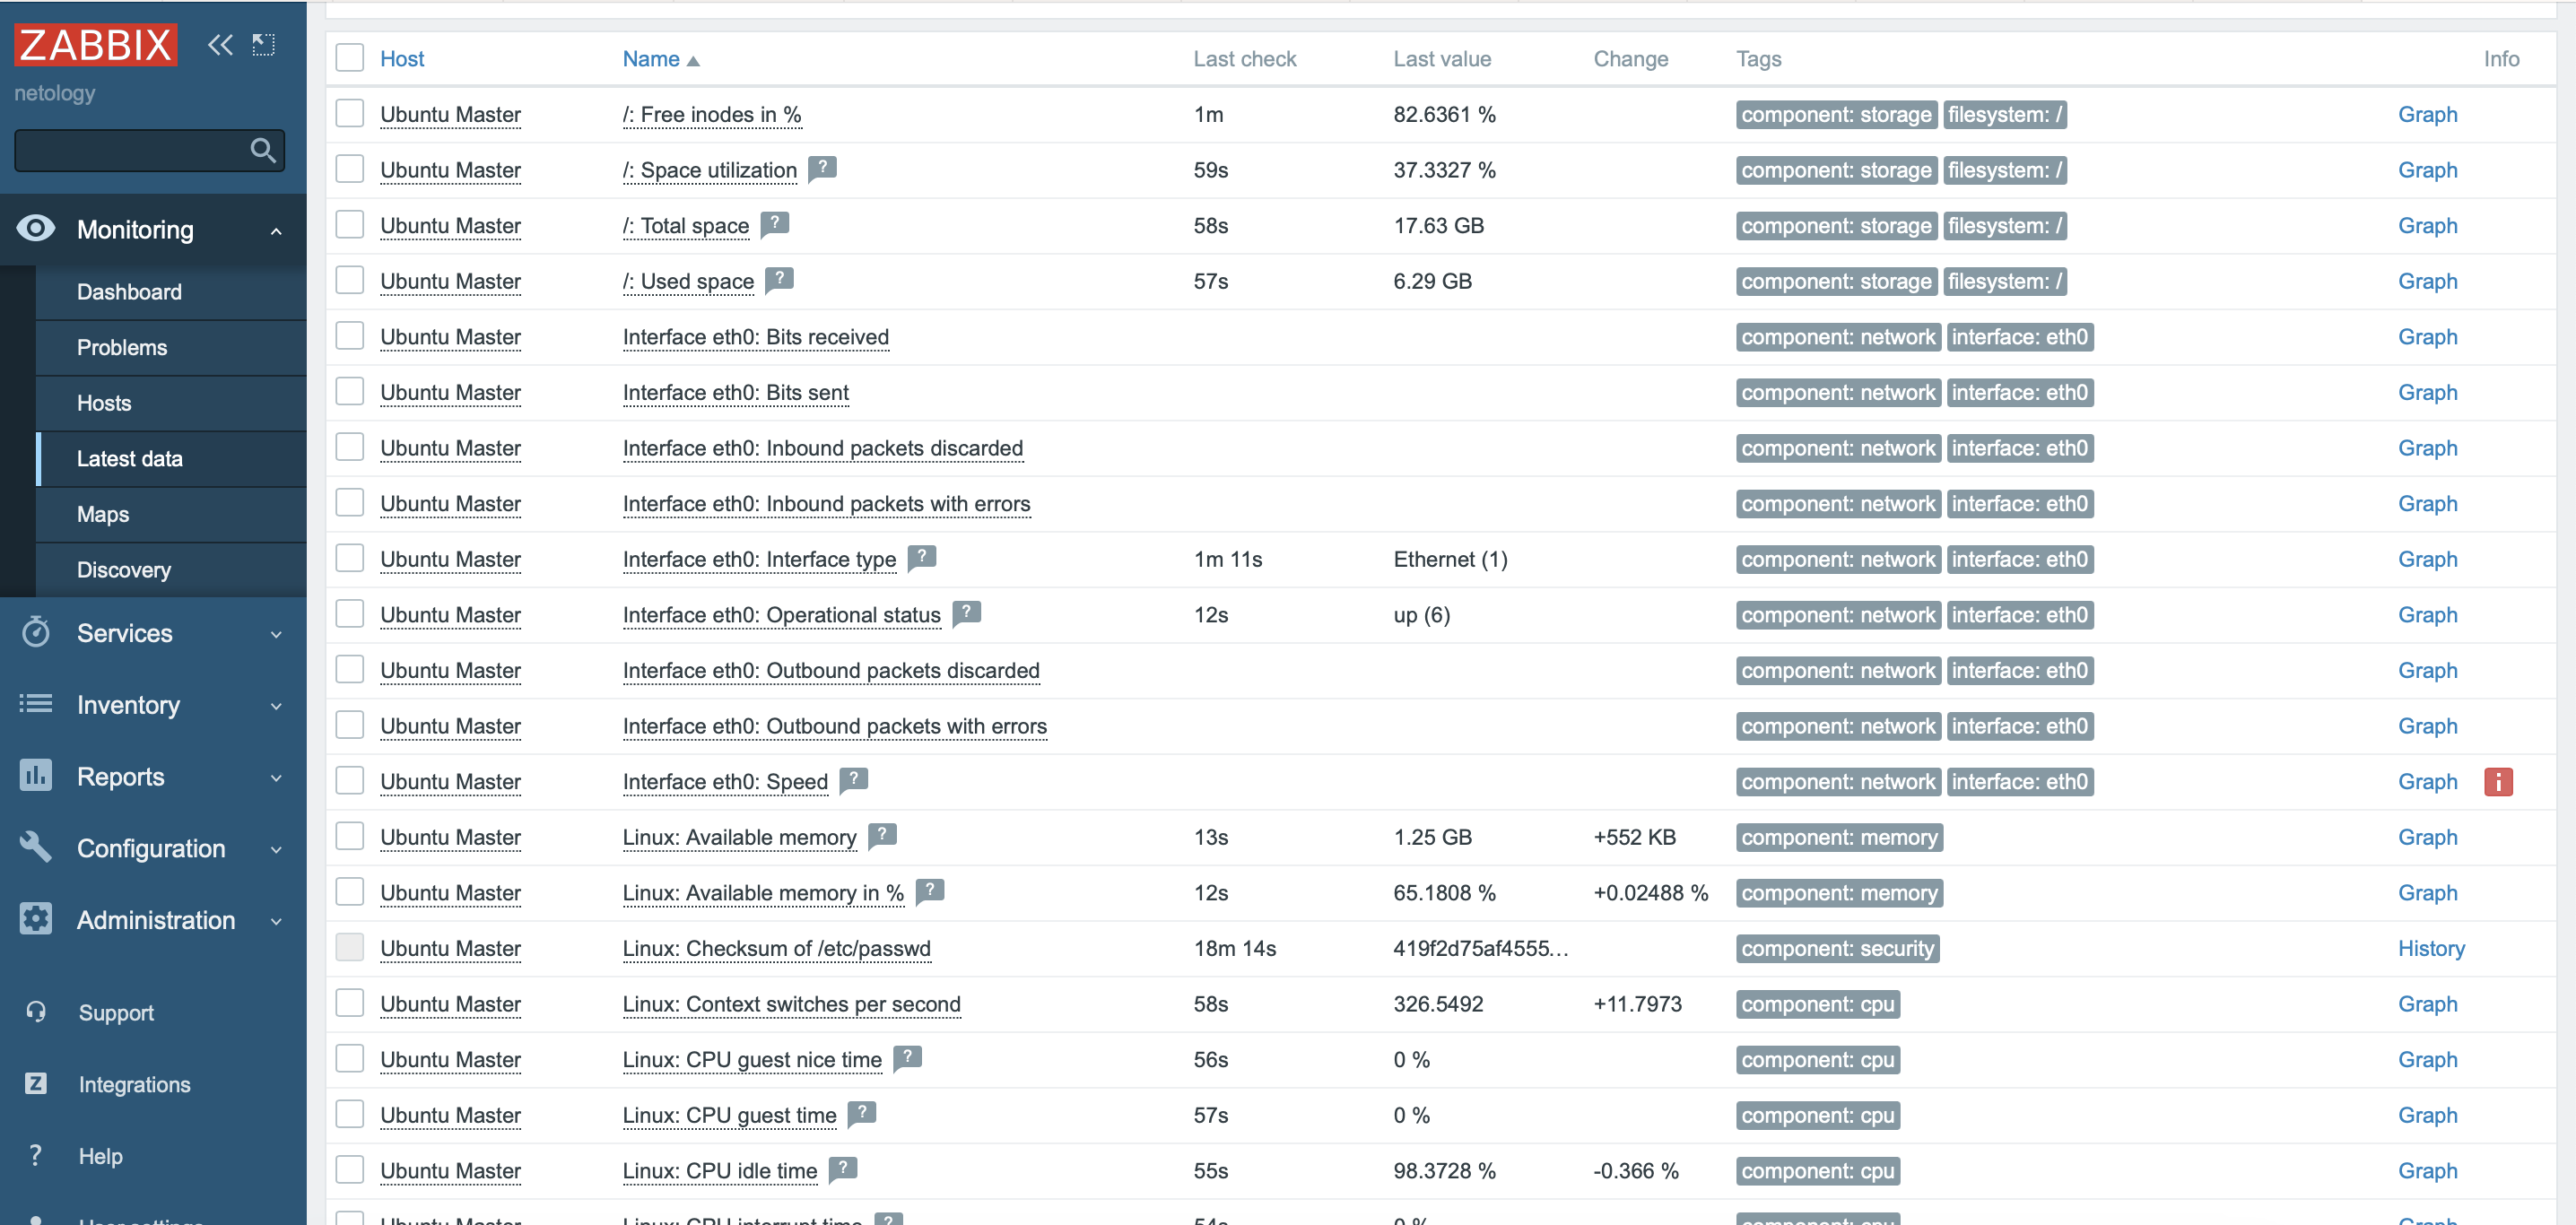 ZABBIX
netology
Monitoring
Dashboard
Problems
Hosts
Latest data
Maps
Discovery
Services
Inventory
Reports
Configuration
Administration
Support
Z Integrations
? Help
User settings
Host Name Last check Last value Change Tags Info
Ubuntu Master /: Free inodes in % 1m 82.6361 % component: storage filesystem: / Graph
Ubuntu Master /: Space utilization ? 59s 37.3327 % component: storage filesystem: / Graph
Ubuntu Master /: Total space ? 58s 17.63 GB component: storage filesystem: / Graph
Ubuntu Master /: Used space ? 57s 6.29 GB component: storage filesystem: / Graph
Ubuntu Master Interface eth0: Bits received component: network interface: eth0 Graph
Ubuntu Master Interface eth0: Bits sent component: network interface: eth0 Graph
Ubuntu Master Interface eth0: Inbound packets discarded component: network interface: eth0 Graph
Ubuntu Master Interface eth0: Inbound packets with errors component: network interface: eth0 Graph
Ubuntu Master Interface eth0: Interface type ? 1m 11s Ethernet (1) component: network interface: eth0 Graph
Ubuntu Master Interface eth0: Operational status ? 12s up (6) component: network interface: eth0 Graph
Ubuntu Master Interface eth0: Outbound packets discarded component: network interface: eth0 Graph
Ubuntu Master Interface eth0: Outbound packets with errors component: network interface: eth0 Graph
Ubuntu Master Interface eth0: Speed ? component: network interface: eth0 Graph i
Ubuntu Master Linux: Available memory ? 13s 1.25 GB +552 KB component: memory Graph
Ubuntu Master Linux: Available memory in % ? 12s 65.1808 % +0.02488 % component: memory Graph
Ubuntu Master Linux: Checksum of /etc/passwd 18m 14s 419f2d75af4555... component: security History
Ubuntu Master Linux: Context switches per second 58s 326.5492 +11.7973 component: cpu Graph
Ubuntu Master Linux: CPU guest nice time ? 56s 0 % component: cpu Graph
Ubuntu Master Linux: CPU guest time ? 57s 0 % component: cpu Graph
Ubuntu Master Linux: CPU idle time ? 55s 98.3728 % -0.366 % component: cpu Graph
Ubuntu Master Linux: CPU interrupt time ? 54s 0 % component: cpu Graph